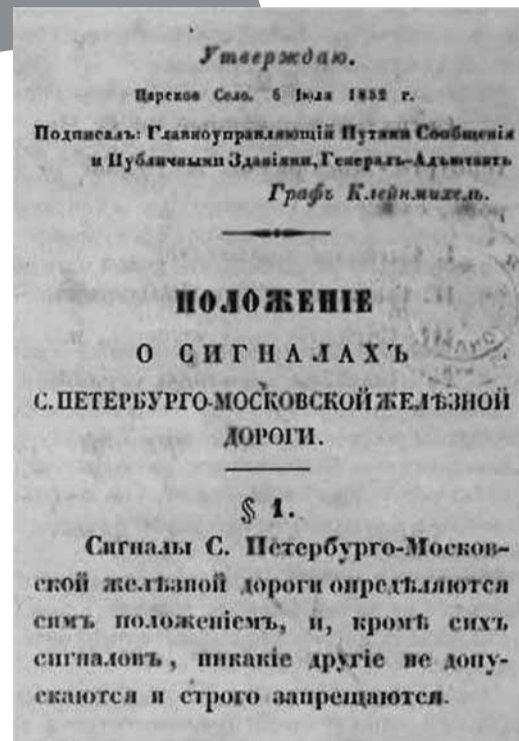 Утверждаю.
Царское Село. 6 Іюля 1852 г.
Подписалъ: Главноуправляющій Путями Сообщенія
и Публичными Зданіями, Генералъ-Адъютантъ
Графъ Клейнмихель.
ПОЛОЖЕНІЕ
О СИГНАЛАХЪ
С. ПЕТЕРБУРГО-МОСКОВСКОЙ ЖЕЛѢЗНОЙ
ДОРОГИ.
§ 1.
Сигналы С. Петербурго-Москов-
ской желѣзной дороги опредѣляются
симъ положеніемъ, и, кромѣ сихъ
сигналовъ, никакіе другіе не допу-
скаются и строго запрещаются.